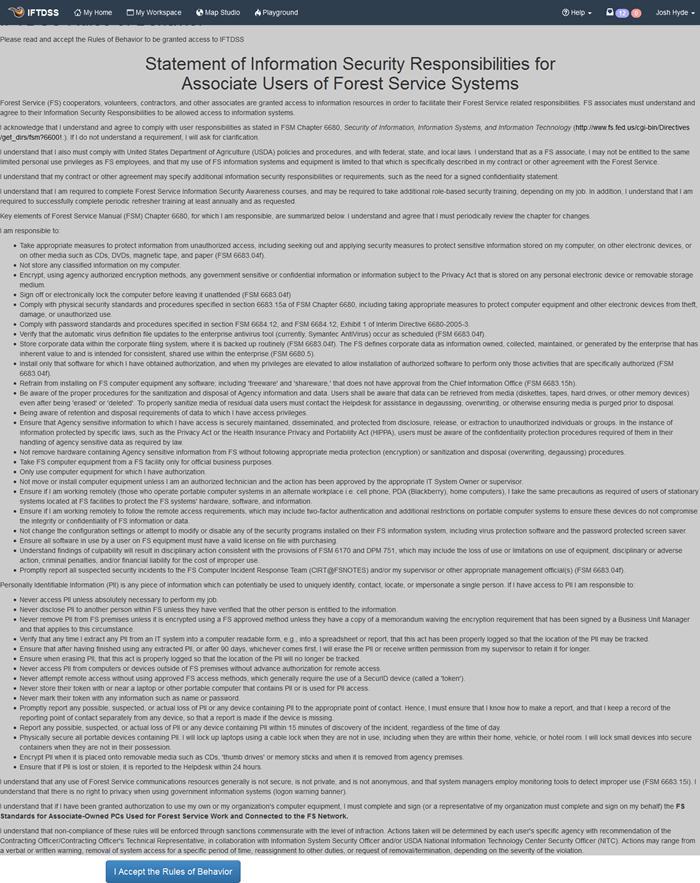 IFTDSS My Home My Workspace Map Studio Playground Help 12 0 Josh Hyde
Please read and accept the Rules of Behavior to be granted access to IFTDSS
Statement of Information Security Responsibilities for
Associate Users of Forest Service Systems
Forest Service (FS) cooperators, volunteers, contractors, and other associates are granted access to information resources in order to facilitate their Forest Service related responsibilities. FS associates must understand and
agree to their Information Security Responsibilities to be allowed access to information systems.
I acknowledge that I understand and agree to comply with user responsibilities as stated in FSM Chapter 6680, Security of Information, Information Systems, and Information Technology (http://www.fs.fed.us/cgi-bin/Directives
/get_dirs/fsm?6600!.). If I do not understand a requirement, I will ask for clarification.
I understand that I also must comply with United States Department of Agriculture (USDA) policies and procedures, and with federal, state, and local laws. I understand that as a FS associate, I may not be entitled to the same
limited personal use privileges as FS employees, and that my use of FS information systems and equipment is limited to that which is specifically described in my contract or other agreement with the Forest Service.
I understand that my contract or other agreement may specify additional information security responsibilities or requirements, such as the need for a signed confidentiality statement.
I understand that I am required to complete Forest Service Information Security Awareness courses, and may be required to take additional role-based security training, depending on my job. In addition, I understand that I am
required to successfully complete periodic refresher training at least annually and as requested.
Key elements of Forest Service Manual (FSM) Chapter 6680, for which I am responsible, are summarized below. I understand and agree that I must periodically review the chapter for changes.
I am responsible to:
• Take appropriate measures to protect information from unauthorized access, including seeking out and applying security measures to protect sensitive information stored on my computer, on other electronic devices, or
on other media such as CDs, DVDs, magnetic tape, and paper (FSM 6683.04f).
• Not store any classified information on my computer.
• Encrypt, using agency authorized encryption methods, any government sensitive or confidential information or information subject to the Privacy Act that is stored on any personal electronic device or removable storage
medium.
• Sign off or electronically lock the computer before leaving it unattended (FSM 6683.04f)
• Comply with physical security standards and procedures specified in section 6683.15a of FSM Chapter 6680, including taking appropriate measures to protect computer equipment and other electronic devices from theft,
damage, or unauthorized use.
• Comply with password standards and procedures specified in section FSM 6684.12, and FSM 6684.12, Exhibit 1 of Interim Directive 6680-2005-3.
• Verify that the automatic virus definition file updates to the enterprise antivirus tool (currently, Symantec AntiVirus) occur as scheduled (FSM 6683.04f).
• Store corporate data within the corporate filing system, where it is backed up routinely (FSM 6683.04f). The FS defines corporate data as information owned, collected, maintained, or generated by the enterprise that has
inherent value to and is intended for consistent, shared use within the enterprise (FSM 6680.5).
• Install only that software for which I have obtained authorization, and when my privileges are elevated to allow installation of authorized software to perform only those activities that are specifically authorized (FSM
6683.04f).
• Refrain from installing on FS computer equipment any software; including 'freeware' and 'shareware,' that does not have approval from the Chief Information Office (FSM 6683.15h).
• Be aware of the proper procedures for the sanitization and disposal of Agency information and data. Users shall be aware that data can be retrieved from media (diskettes, tapes, hard drives, or other memory devices)
even after being 'erased' or 'deleted'. To properly sanitize media of residual data users must contact the Helpdesk for assistance in degaussing, overwriting, or otherwise ensuring media is purged prior to disposal.
• Being aware of retention and disposal requirements of data to which I have access privileges.
• Ensure that Agency sensitive information to which I have access is securely maintained, disseminated, and protected from disclosure, release, or extraction to unauthorized individuals or groups. In the instance of
information protected by specific laws, such as the Privacy Act or the Health Insurance Privacy and Portability Act (HIPPA), users must be aware of the confidentiality protection procedures required of them in their
handling of agency sensitive data as required by law.
• Not remove hardware containing Agency sensitive information from FS without following appropriate media protection (encryption) or sanitization and disposal (overwriting, degaussing) procedures.
• Take FS computer equipment from a FS facility only for official business purposes.
• Only use computer equipment for which I have authorization.
• Not move or install computer equipment unless I am an authorized technician and the action has been approved by the appropriate IT System Owner or supervisor.
• Ensure if I am working remotely (those who operate portable computer systems in an alternate workplace i.e. cell phone, PDA (Blackberry), home computers), I take the same precautions as required of users of stationary
systems located at FS facilities to protect the FS systems' hardware, software, and information.
• Ensure if I am working remotely to follow the remote access requirements, which may include two-factor authentication and additional restrictions on portable computer systems to ensure these devices do not compromise
the integrity or confidentiality of FS information or data.
• Not change the configuration settings or attempt to modify or disable any of the security programs installed on their FS information system, including virus protection software and the password protected screen saver.
• Ensure all software in use by a user on FS equipment must have a valid license on file with purchasing.
• Understand findings of culpability will result in disciplinary action consistent with the provisions of FSM 6170 and DPM 751, which may include the loss of use or limitations on use of equipment, disciplinary or adverse
action, criminal penalties, and/or financial liability for the cost of improper use.
• Promptly report all suspected security incidents to the FS Computer Incident Response Team (CIRT@FSNOTES) and/or my supervisor or other appropriate management official(s) (FSM 6683.04f).
Personally Identifiable Information (PII) is any piece of information which can potentially be used to uniquely identify, contact, locate, or impersonate a single person. If I have access to PII I am responsible to:
• Never access PII unless absolutely necessary to perform my job.
• Never disclose PII to another person within FS unless they have verified that the other person is entitled to the information.
• Never remove PII from FS premises unless it is encrypted using a FS approved method unless they have a copy of a memorandum waiving the encryption requirement that has been signed by a Business Unit Manager
and that applies to this circumstance.
• Verify that any time I extract any PII from an IT system into a computer readable form, e.g., into a spreadsheet or report, that this act has been properly logged so that the location of the PII may be tracked.
• Ensure that after having finished using any extracted PII, or after 90 days, whichever comes first, I will erase the PII or receive written permission from my supervisor to retain it for longer.
• Ensure when erasing PII, that this act is properly logged so that the location of the PII will no longer be tracked.
• Never access PII from computers or devices outside of FS premises without advance authorization for remote access.
• Never attempt remote access without using approved FS access methods, which generally require the use of a SecurID device (called a 'token').
• Never store their token with or near a laptop or other portable computer that contains PII or is used for PII access.
• Never mark their token with any information such as name or password.
• Promptly report any possible, suspected, or actual loss of PII or any device containing PII to the appropriate point of contact. Hence, I must ensure that I know how to make a report, and that I keep a record of the
reporting point of contact separately from any device, so that a report is made if the device is missing.
• Report any possible, suspected, or actual loss of PII or any device containing PII within 15 minutes of discovery of the incident, regardless of the time of day.
• Physically secure all portable devices containing PII. I will lock up laptops using a cable lock when they are not in use, including when they are within their home, vehicle, or hotel room. I will lock small devices into secure
containers when they are not in their possession.
• Encrypt PII when it is placed onto removable media such as CDs, 'thumb drives' or memory sticks and when it is removed from agency premises.
• Ensure that if PII is lost or stolen, it is reported to the Helpdesk within 24 hours.
I understand that any use of Forest Service communications resources generally is not secure, is not private, and is not anonymous, and that system managers may employ monitoring tools to detect improper use (FSM 6683.15i). I
understand that there is no right to privacy when using government information systems (logon warning banner).
I understand that if I have been granted authorization to use my own or my organization's computer equipment, I must complete and sign (or a representative of my organization must complete and sign on my behalf) the FS
Standards for Associate-Owned PCs Used for Forest Service Work and Connected to the FS Network.
I understand that non-compliance of these rules will be enforced through sanctions commensurate with the level of infraction. Actions taken will be determined by each user's specific agency with recommendation of the
Contracting Officer/Contracting Officer's Technical Representative, in collaboration with Information System Security Officer and/or USDA National Information Technology Center Security Officer (NITC). Actions may range from
a verbal or written warning, removal of system access for a specific period of time, reassignment to other duties, or request of removal/termination, depending on the severity of the violation.
I Accept the Rules of Behavior